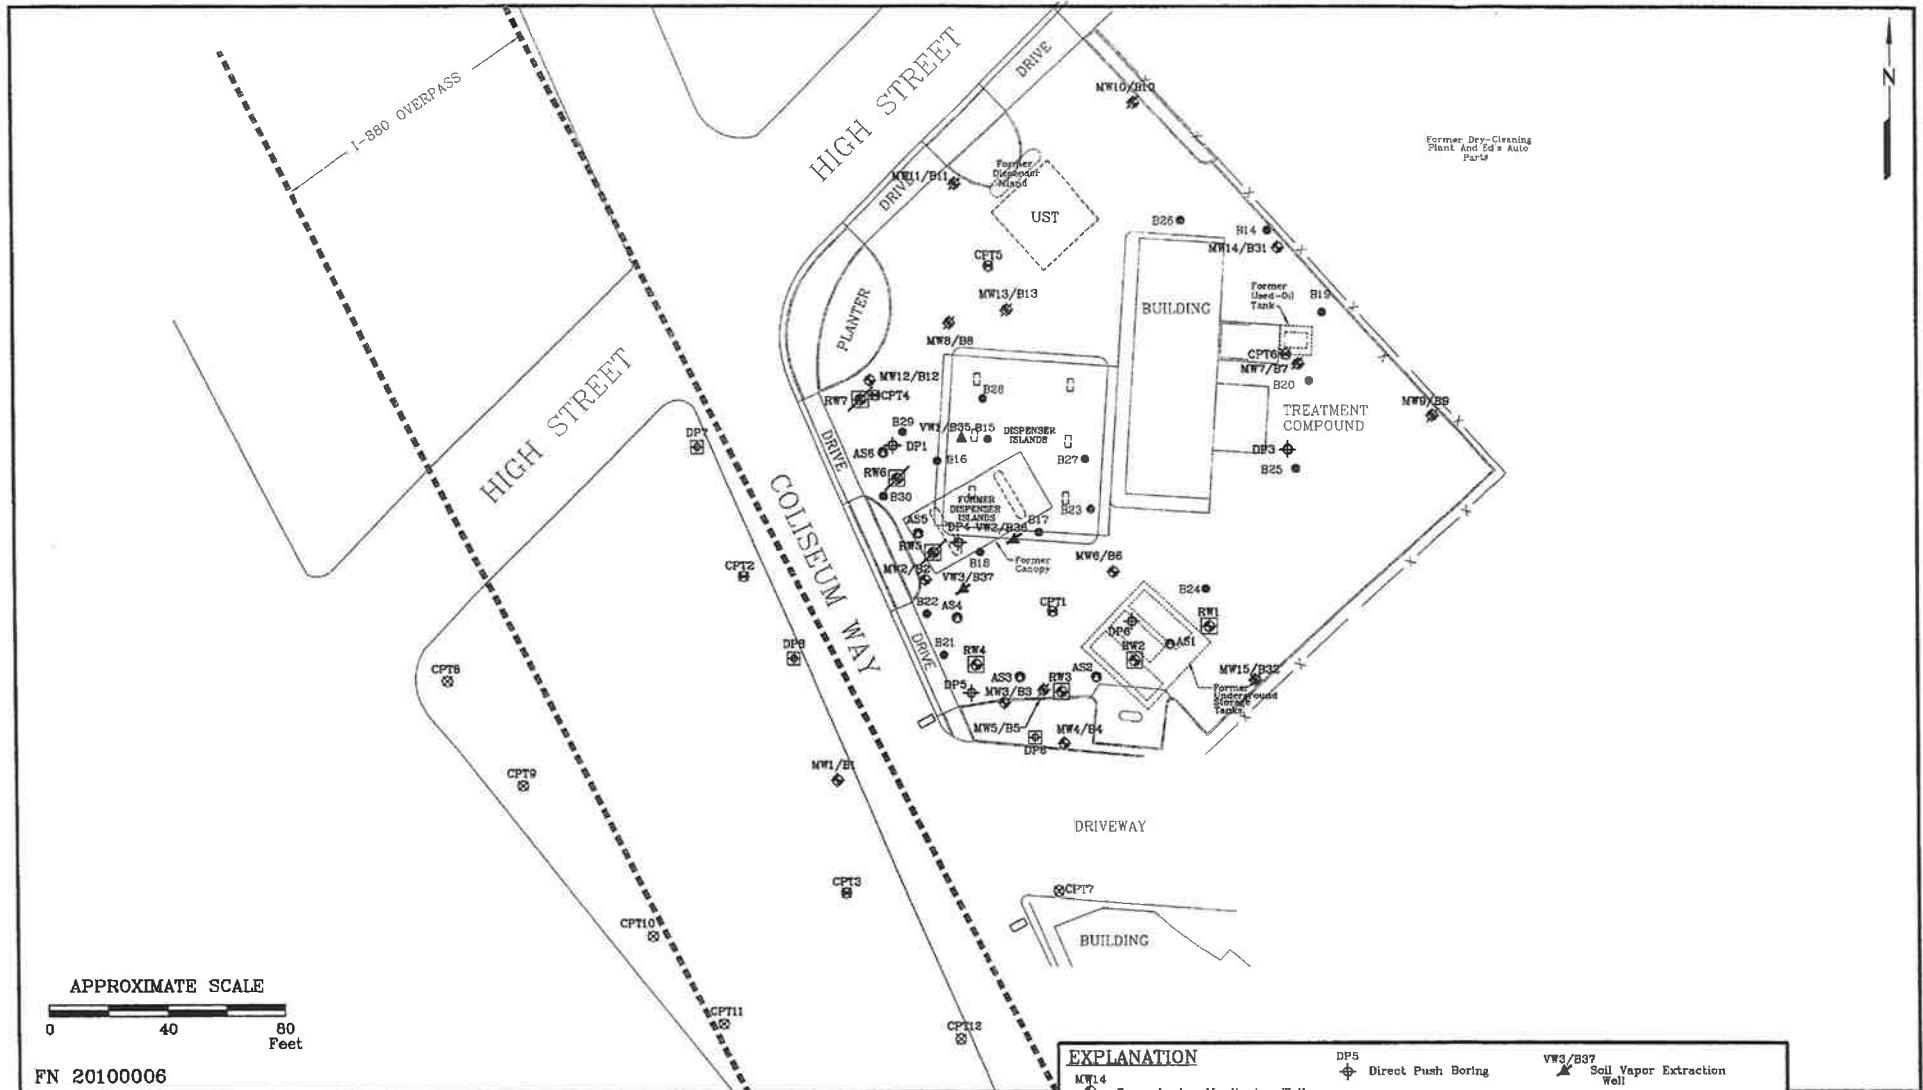 I-880 OVERPASS
HIGH STREET
DRIVE
N
MW10/B10
Former Dry-Cleaning
Plant And Ed's Auto
Parts
MW11/B11
Former
Dispenser
Island
DRIVE
UST
B26
B14
MW14/B31
CPT5
MW13/B13
BUILDING
Former
Used-Oil
Tank
B19
PLANTER
MW8/B8
CPT6
MW7/B7
B20
MW12/B12
CPT4
RW7
B28
MW9/B9
TREATMENT
COMPOUND
HIGH STREET
DP7
DRIVE
B29
VW1/B35
B15
DISPENSER
ISLANDS
DP1
AS6
B16
B27
DP3
B25
RW6
B30
COLISEUM WAY
FORMER
DISPENSER
ISLANDS
B23
AS5
DP4
VW2/B36
B17
RW5
B18
Former
Canopy
MW6/B6
CPT2
MW2/B2
VW3/B37
B24
B22
AS4
CPT1
RW1
DP6
AS1
DRIVE
B21
RW4
RW2
DP8
CPT8
AS3
RW3
AS2
MW15/B32
DP5
MW3/B3
Former
Underground
Storage
Tanks
MW5/B5
MW4/B4
MW1/B1
CPT9
DRIVEWAY
CPT3
CPT7
CPT10
BUILDING
APPROXIMATE SCALE
0 40 80
Feet
CPT11
CPT12
FN 20100006
EXPLANATION
DP5
Direct Push Boring
VW3/B37
Soil Vapor Extraction
Well
MW14